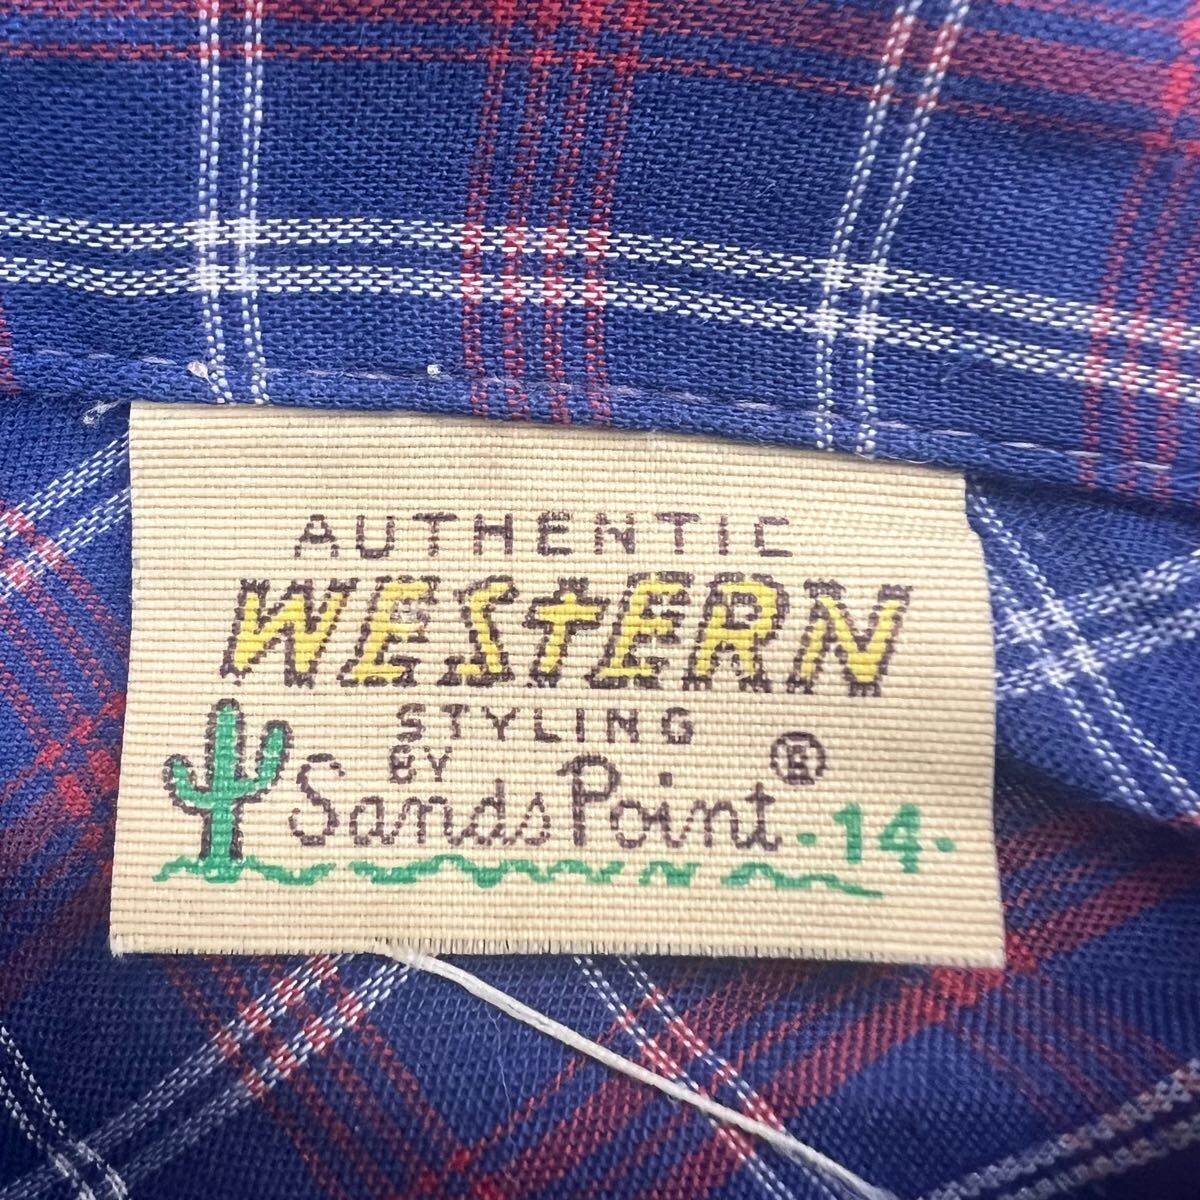 AUTHENTIC
WESTERN
STYLING
BY
Sands Point ®
·14·